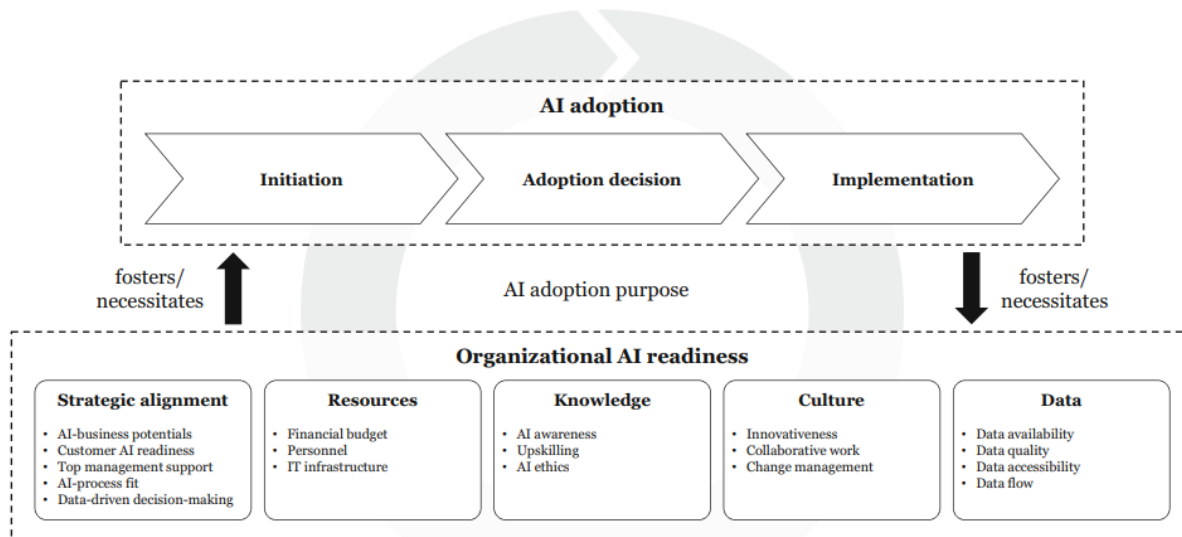 AI adoption
Initiation
Adoption decision
Implementation
fosters/
necessitates
AI adoption purpose
fosters/
necessitates
Organizational AI readiness
Strategic alignment
• AI-business potentials
• Customer AI readiness
• Top management support
• AI-process fit
• Data-driven decision-making
Resources
• Financial budget
• Personnel
• IT infrastructure
Knowledge
• AI awareness
• Upskilling
• AI ethics
Culture
• Innovativeness
• Collaborative work
• Change management
Data
• Data availability
• Data quality
• Data accessibility
• Data flow